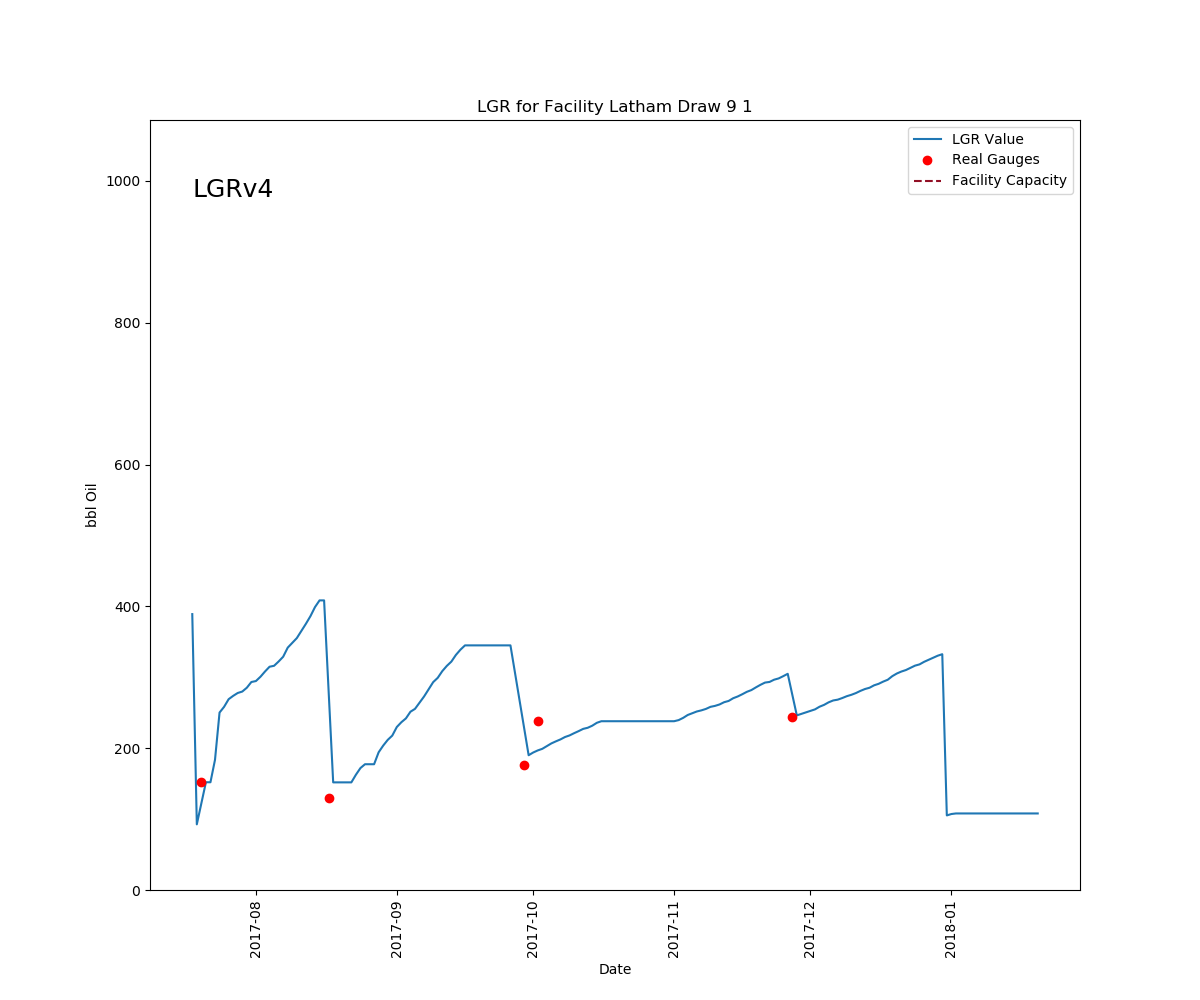 LGR for Facility Latham Draw 9 1
LGR Value
Real Gauges
Facility Capacity
LGRv4
1000
800
600
400
200
0
bbl Oil
2017-08
2017-09
2017-10
2017-11
2017-12
2018-01
Date